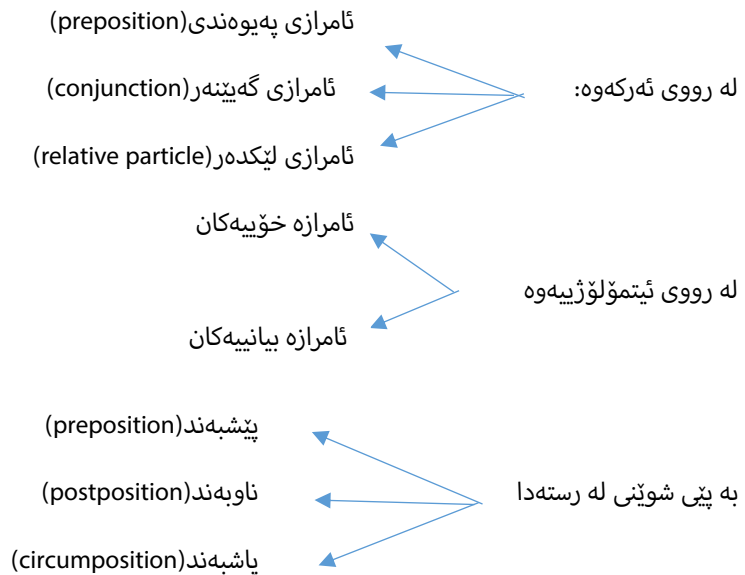 ئامرازی پەیوەندی(preposition)
لە رووی ئەرکەوە:
ئامرازی گەیێنەر(conjunction)
ئامرازی لێکدەر(relative particle)
ئامرازە خۆییەکان
لە رووی ئیتمۆلۆژییەوە
ئامرازە بیانییەکان
پێشبەند(preposition)
بە پێی شوێنی لە رستەدا
ناوبەند(postposition)
پاشبەند(circumposition)